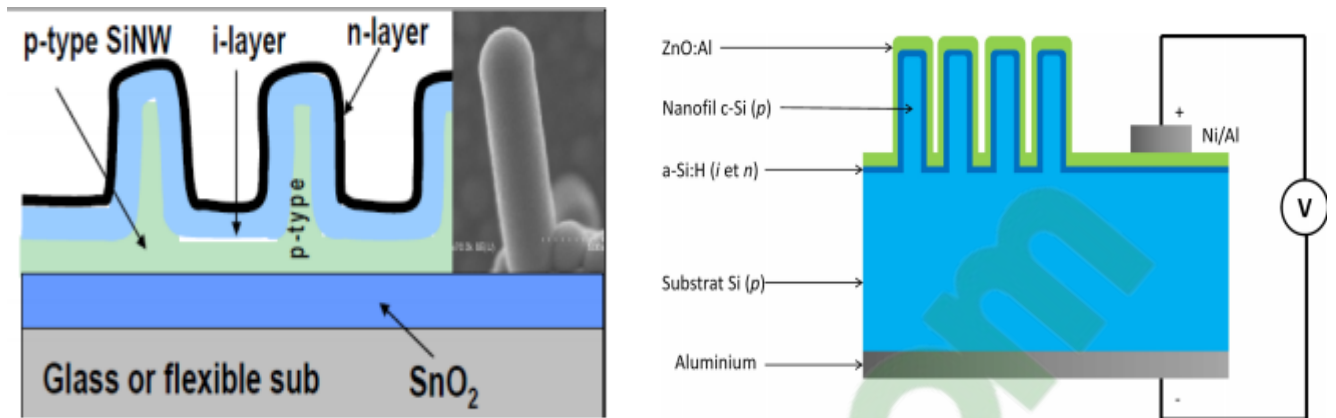 p-type SiNW
i-layer
n-layer
p-type
SnO2
Glass or flexible sub
ZnO:Al
Nanofil c-Si (p)
a-Si:H (i et n)
Substrat Si (p)
Aluminium
+
Ni/Al
V
-
om